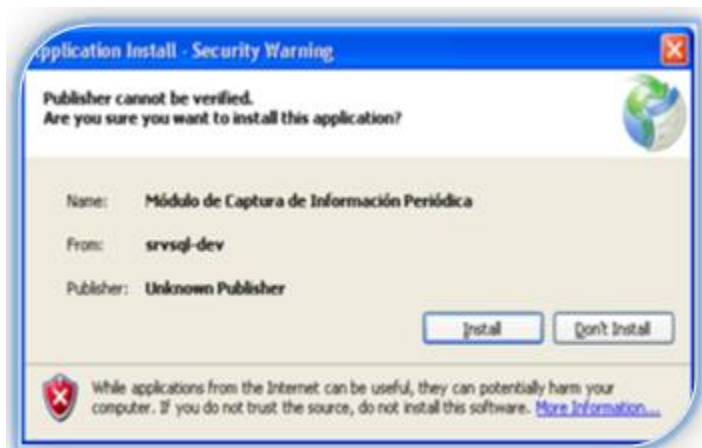 Application Install - Security Warning
Publisher cannot be verified.
Are you sure you want to install this application?
Name: Módulo de Captura de Información Periódica
From: srvsql-dev
Publisher: Unknown Publisher
Install Don't Install
While applications from the Internet can be useful, they can potentially harm your
computer. If you do not trust the source, do not install this software. More Information...